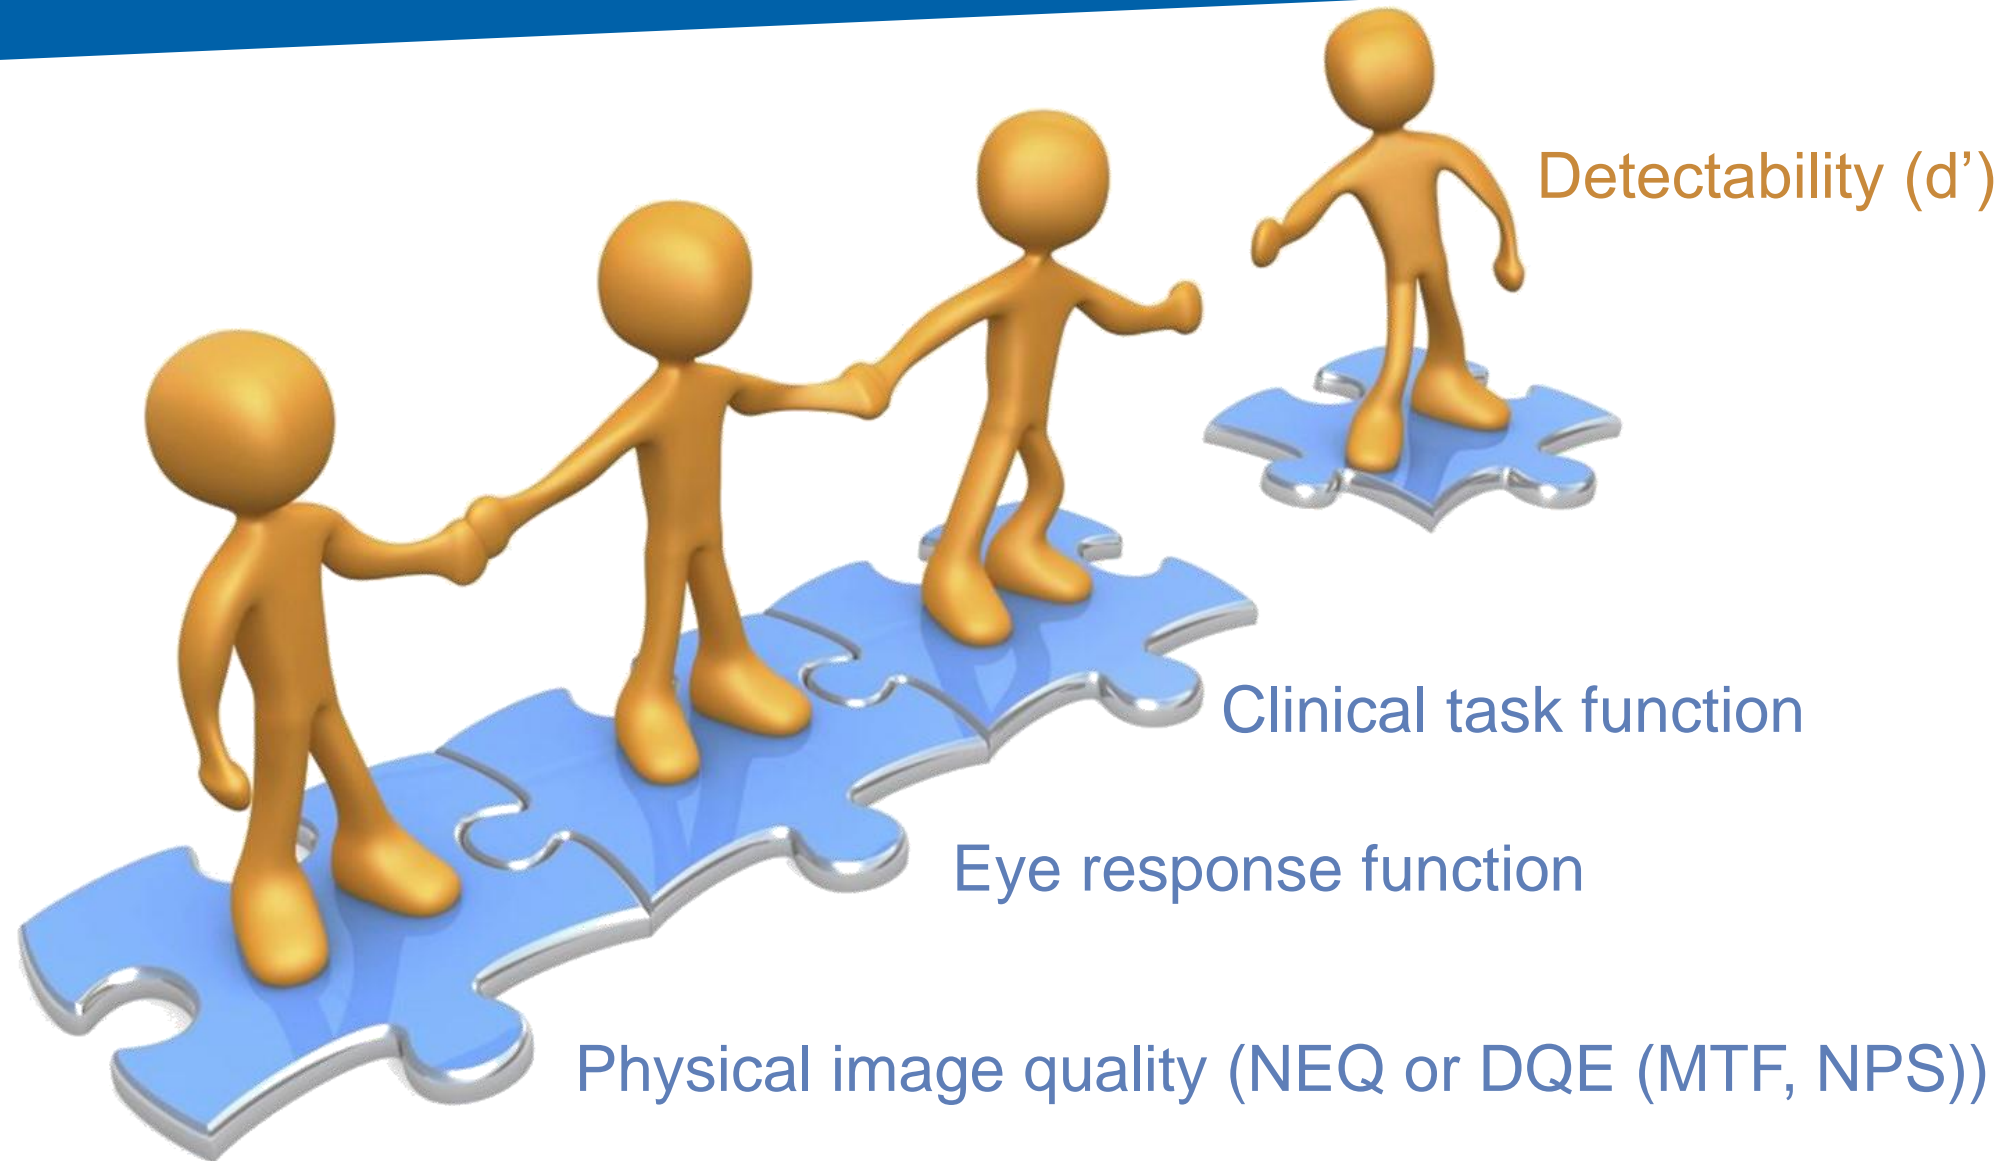 Detectability (d’)
Clinical task function
Eye response function
Physical image quality (NEQ or DQE (MTF, NPS))